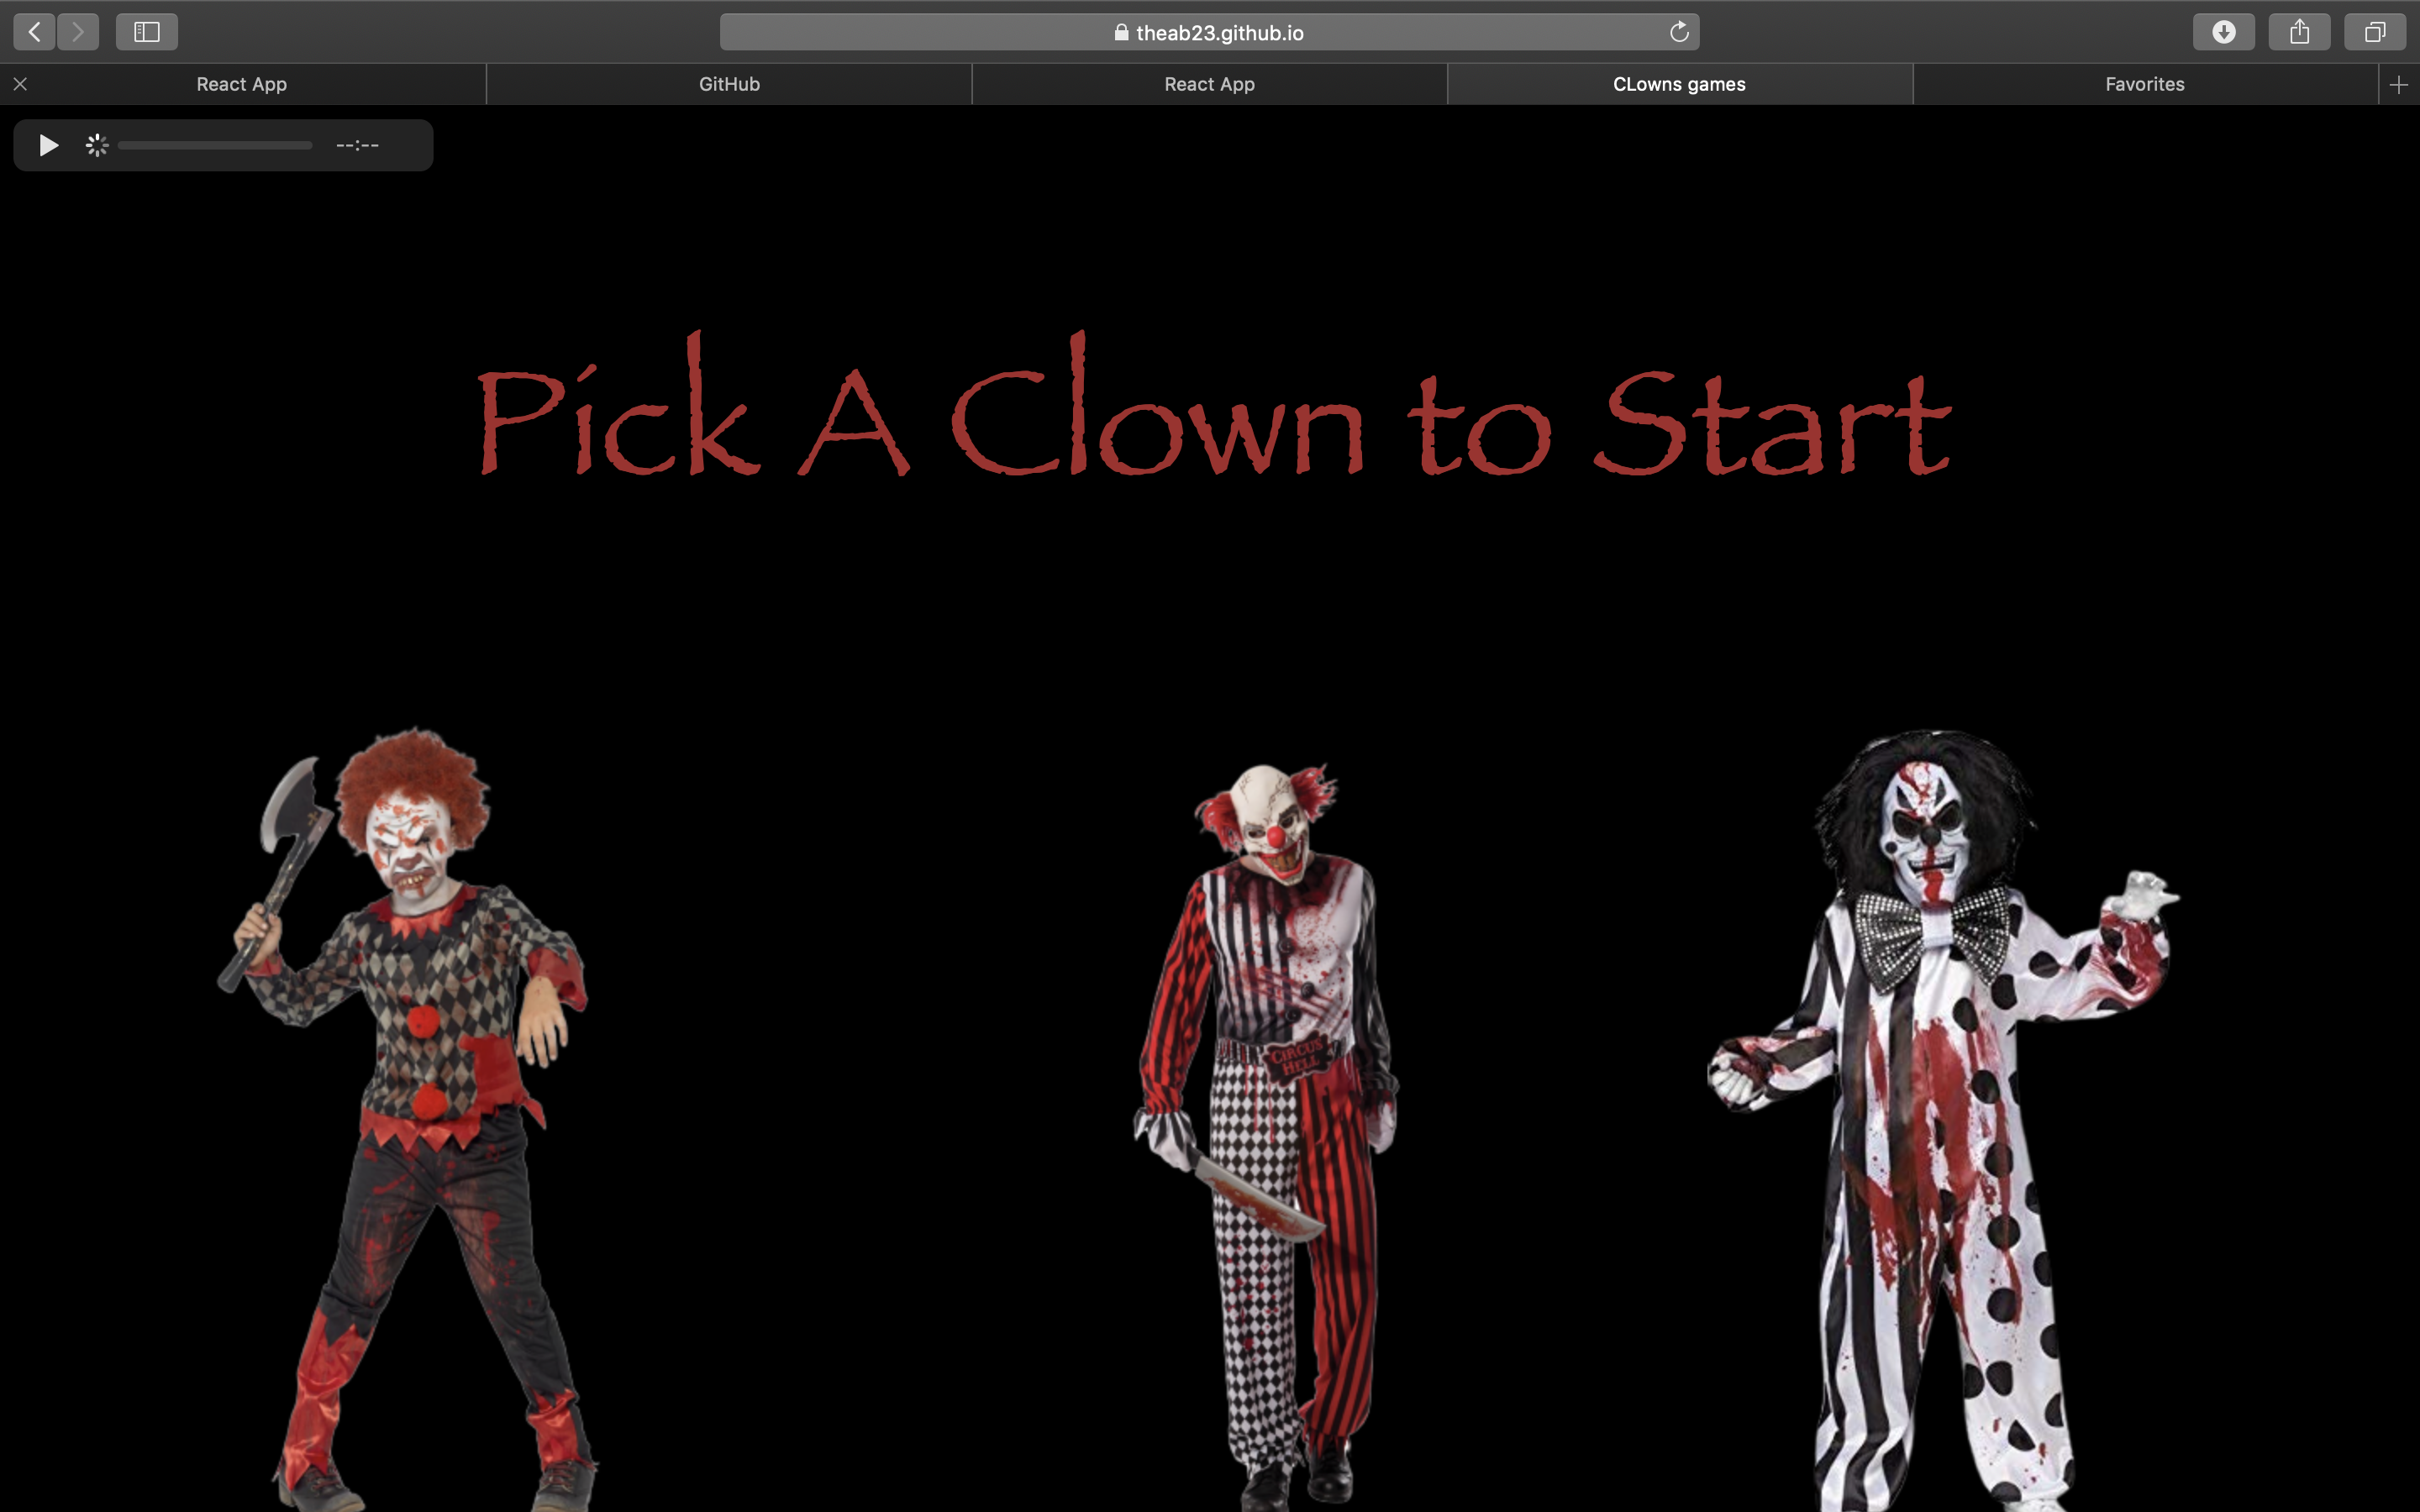 theab23.github.io
React App
GitHub
React App
CLowns games
Favorites
--:--
Pick A Clown to Start
CIRCUS
HELL